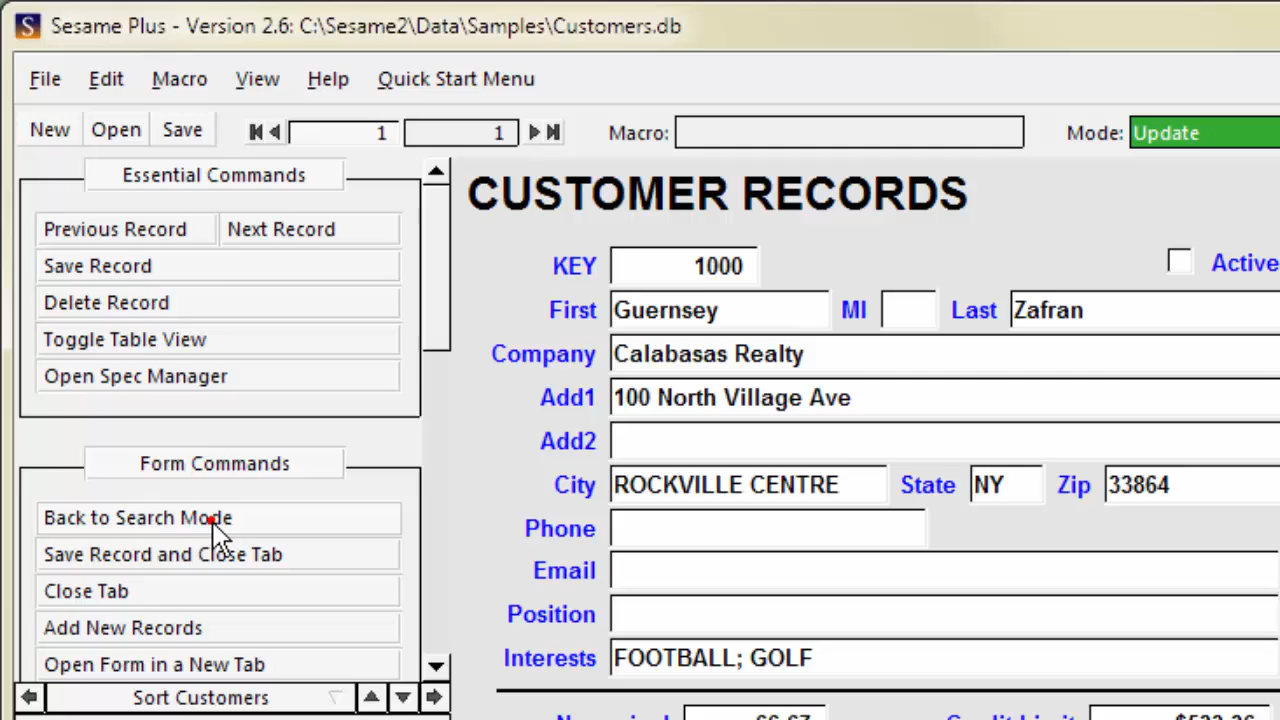 S Sesame Plus - Version 2.6: C:\Sesame2\Data\Samples\Customers.db
File Edit Macro View Help Quick Start Menu
New Open Save 1 1 Macro: Mode: Update
Essential Commands
Previous Record Next Record
Save Record
Delete Record
Toggle Table View
Open Spec Manager
Form Commands
Back to Search Mode
Save Record and Close Tab
Close Tab
Add New Records
Open Form in a New Tab
Sort Customers
CUSTOMER RECORDS
KEY 1000 Active
First Guernsey MI Last Zafran
Company Calabasas Realty
Add1 100 North Village Ave
Add2
City ROCKVILLE CENTRE State NY Zip 33864
Phone
Email
Position
Interests FOOTBALL; GOLF
66.67 Credit Limit